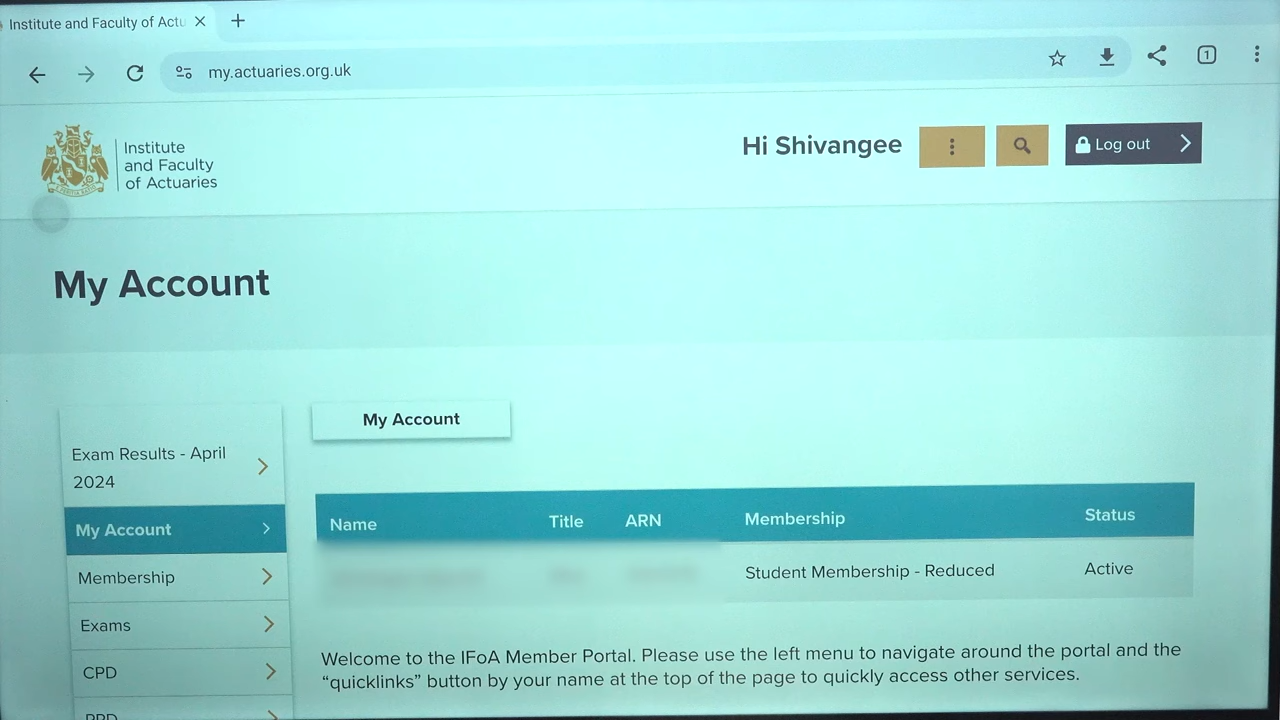 Institute and Faculty of Actu
my.actuaries.org.uk
1
Institute
and Faculty
of Actuaries
Hi Shivangee
Log out
My Account
Exam Results - April
2024
My Account
Membership
Exams
CPD
PPD
My Account
Name Title ARN Membership Status
Student Membership - Reduced Active
Welcome to the IFoA Member Portal. Please use the left menu to navigate around the portal and the
“quicklinks” button by your name at the top of the page to quickly access other services.